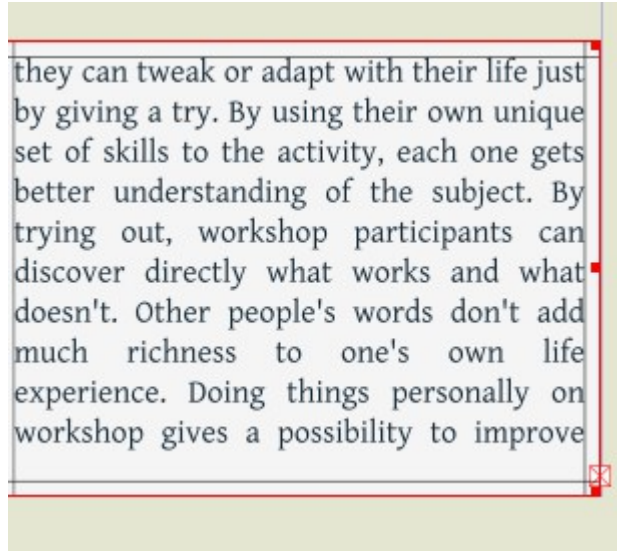 they can tweak or adapt with their life just
by giving a try. By using their own unique
set of skills to the activity, each one gets
better understanding of the subject. By
trying out, workshop participants can
discover directly what works and what
doesn't. Other people's words don't add
much richness to one's own life
experience. Doing things personally on
workshop gives a possibility to improve